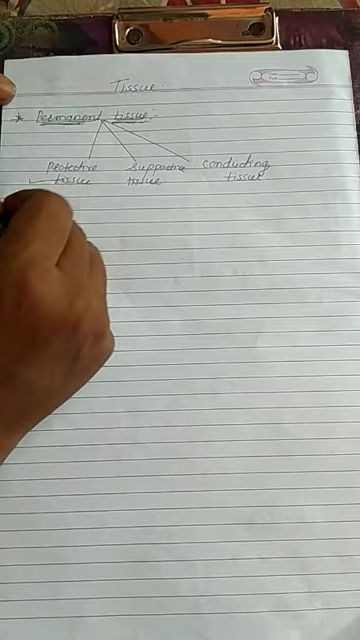 Tissue.
* Permanent tissue:-
Protective Supportive Conducting
tissue tissue tissue